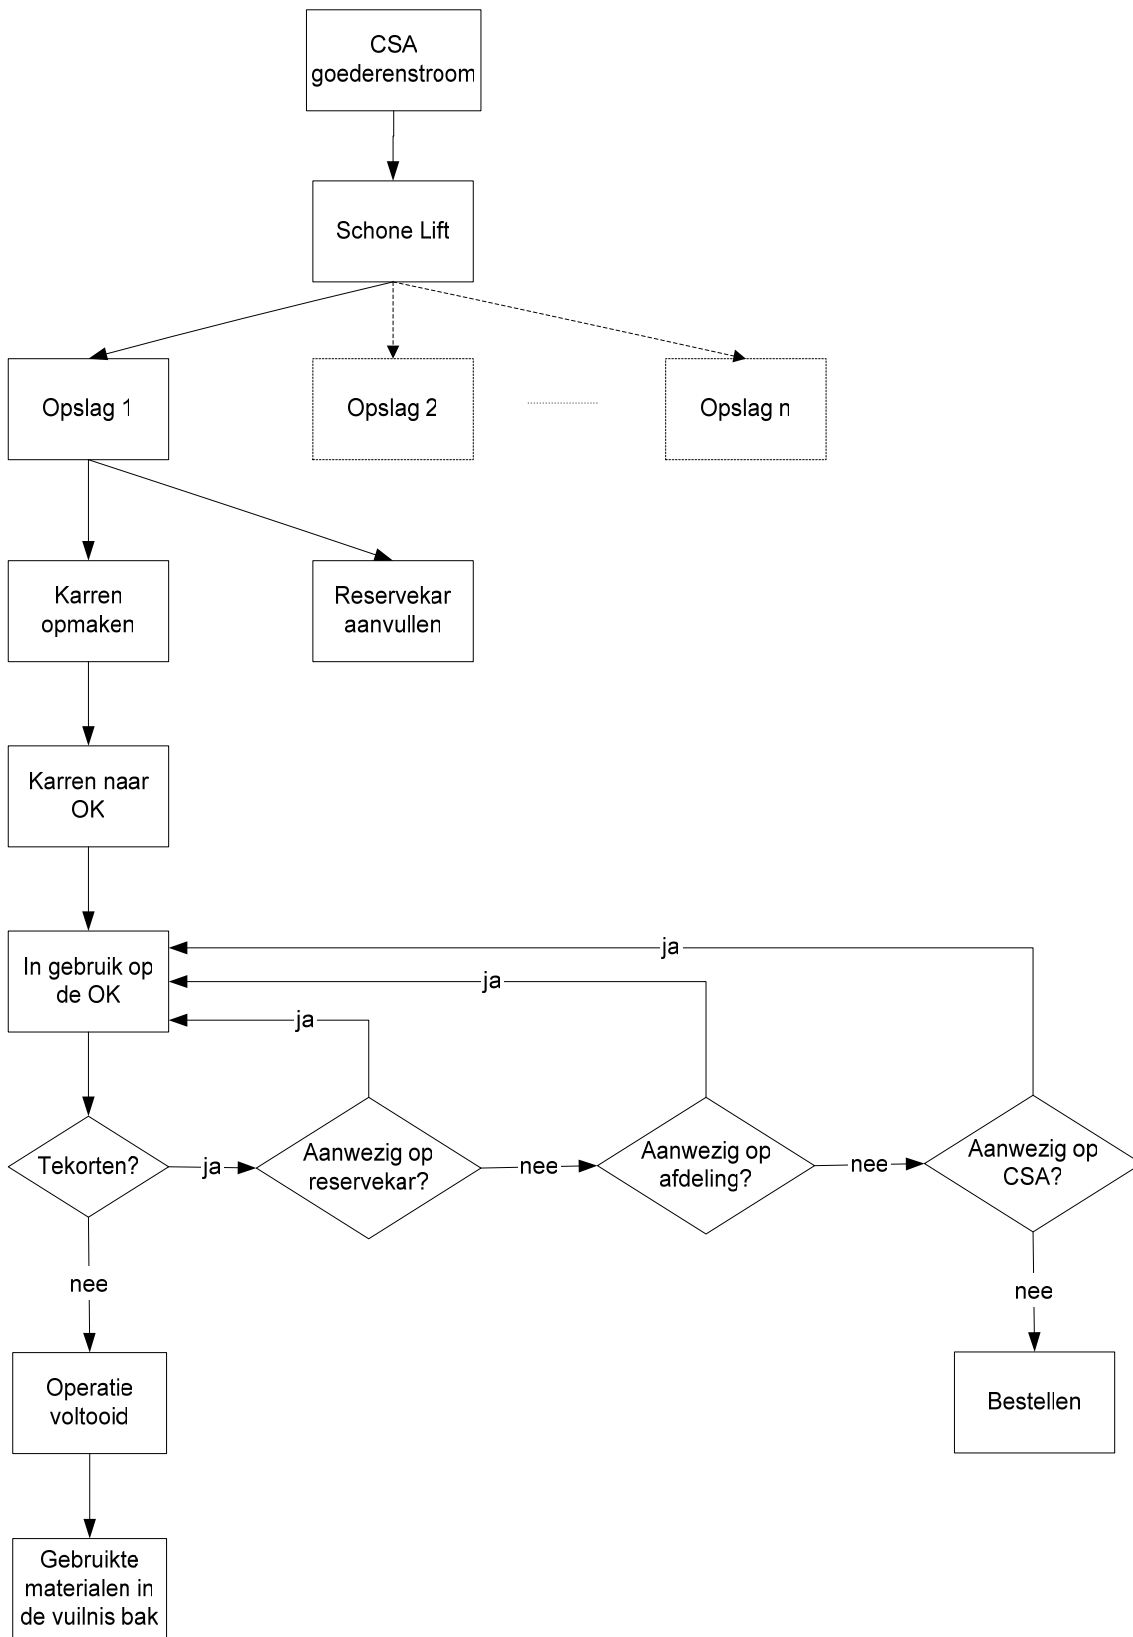 CSA
goederenstroom
Schone Lift
Opslag 1
Opslag 2
Opslag n
Karren
opmaken
Reservekar
aanvullen
Karren naar
OK
In gebruik op
de OK
ja
ja
ja
Tekorten?
ja
Aanwezig op
reservekar?
nee
Aanwezig op
afdeling?
nee
Aanwezig op
CSA?
nee
nee
Operatie
voltooid
Bestellen
Gebruikte
materialen in
de vuilnis bak